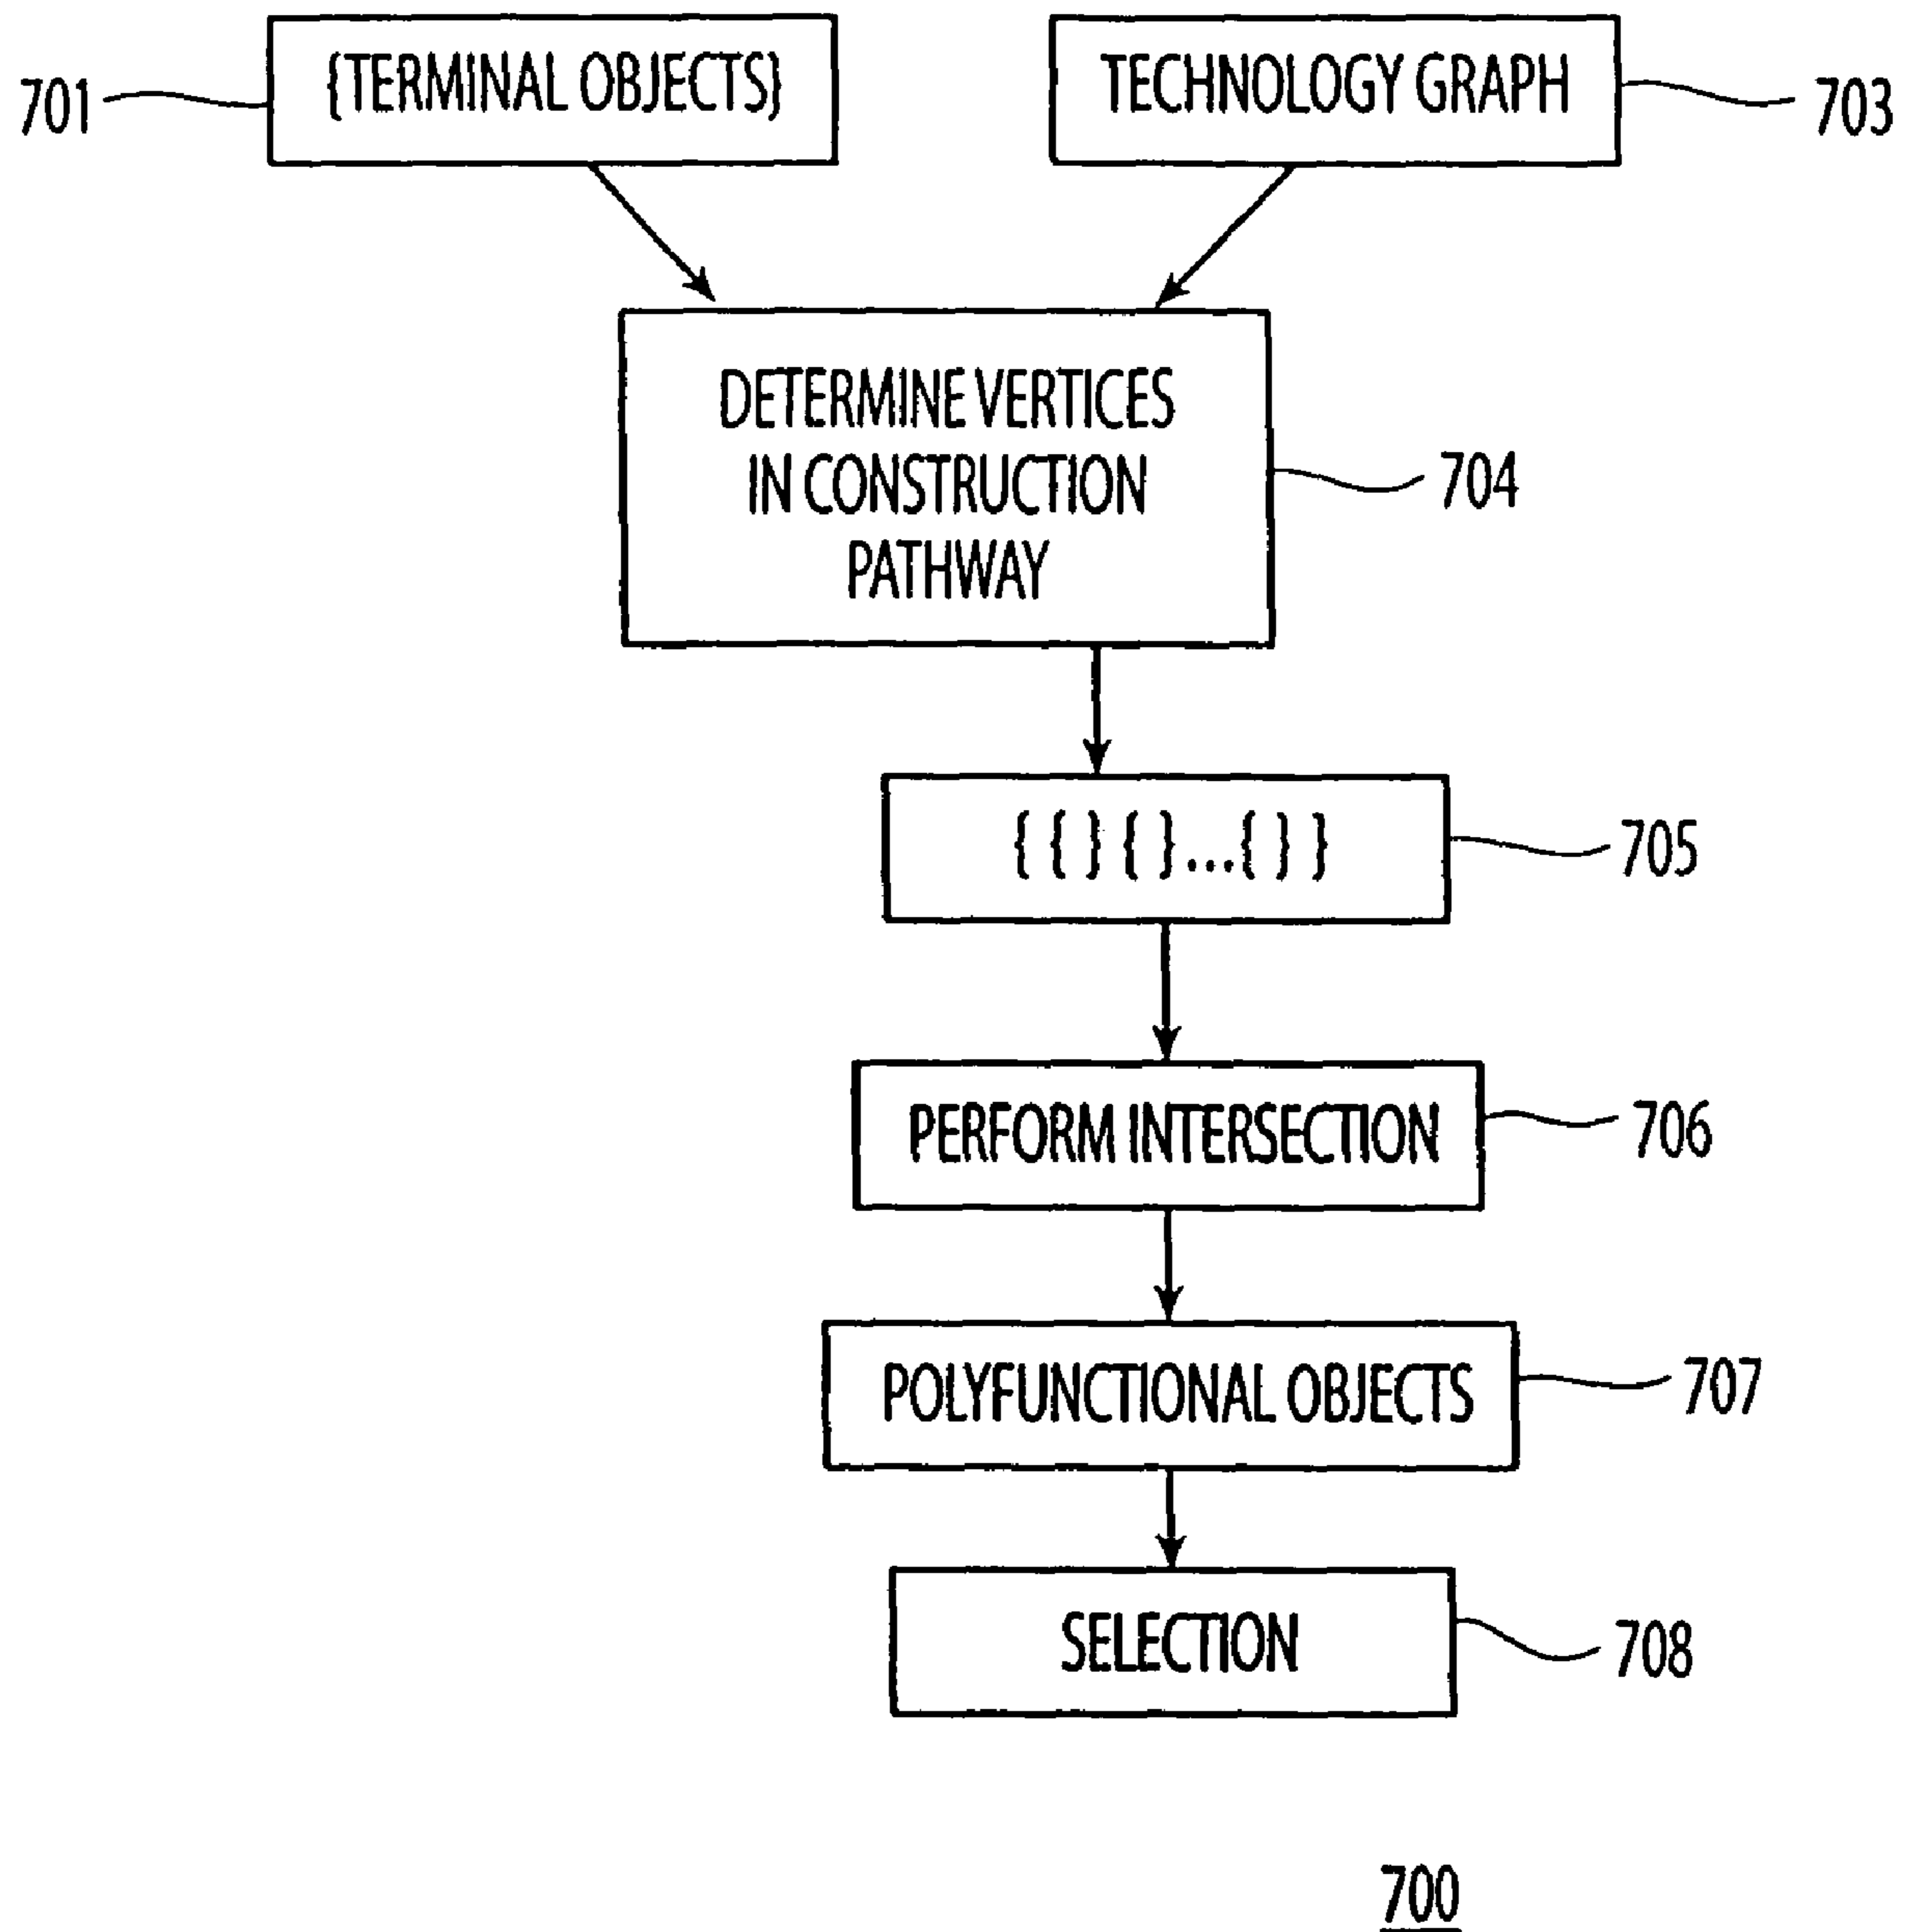 {TERMINAL OBJECTS}
TECHNOLOGY GRAPH
701
703
DETERMINE VERTICES
IN CONSTRUCTION
PATHWAY
704
{ { } { } ... { } }
705
PERFORM INTERSECTION
706
POLYFUNCTIONAL OBJECTS
707
SELECTION
708
700